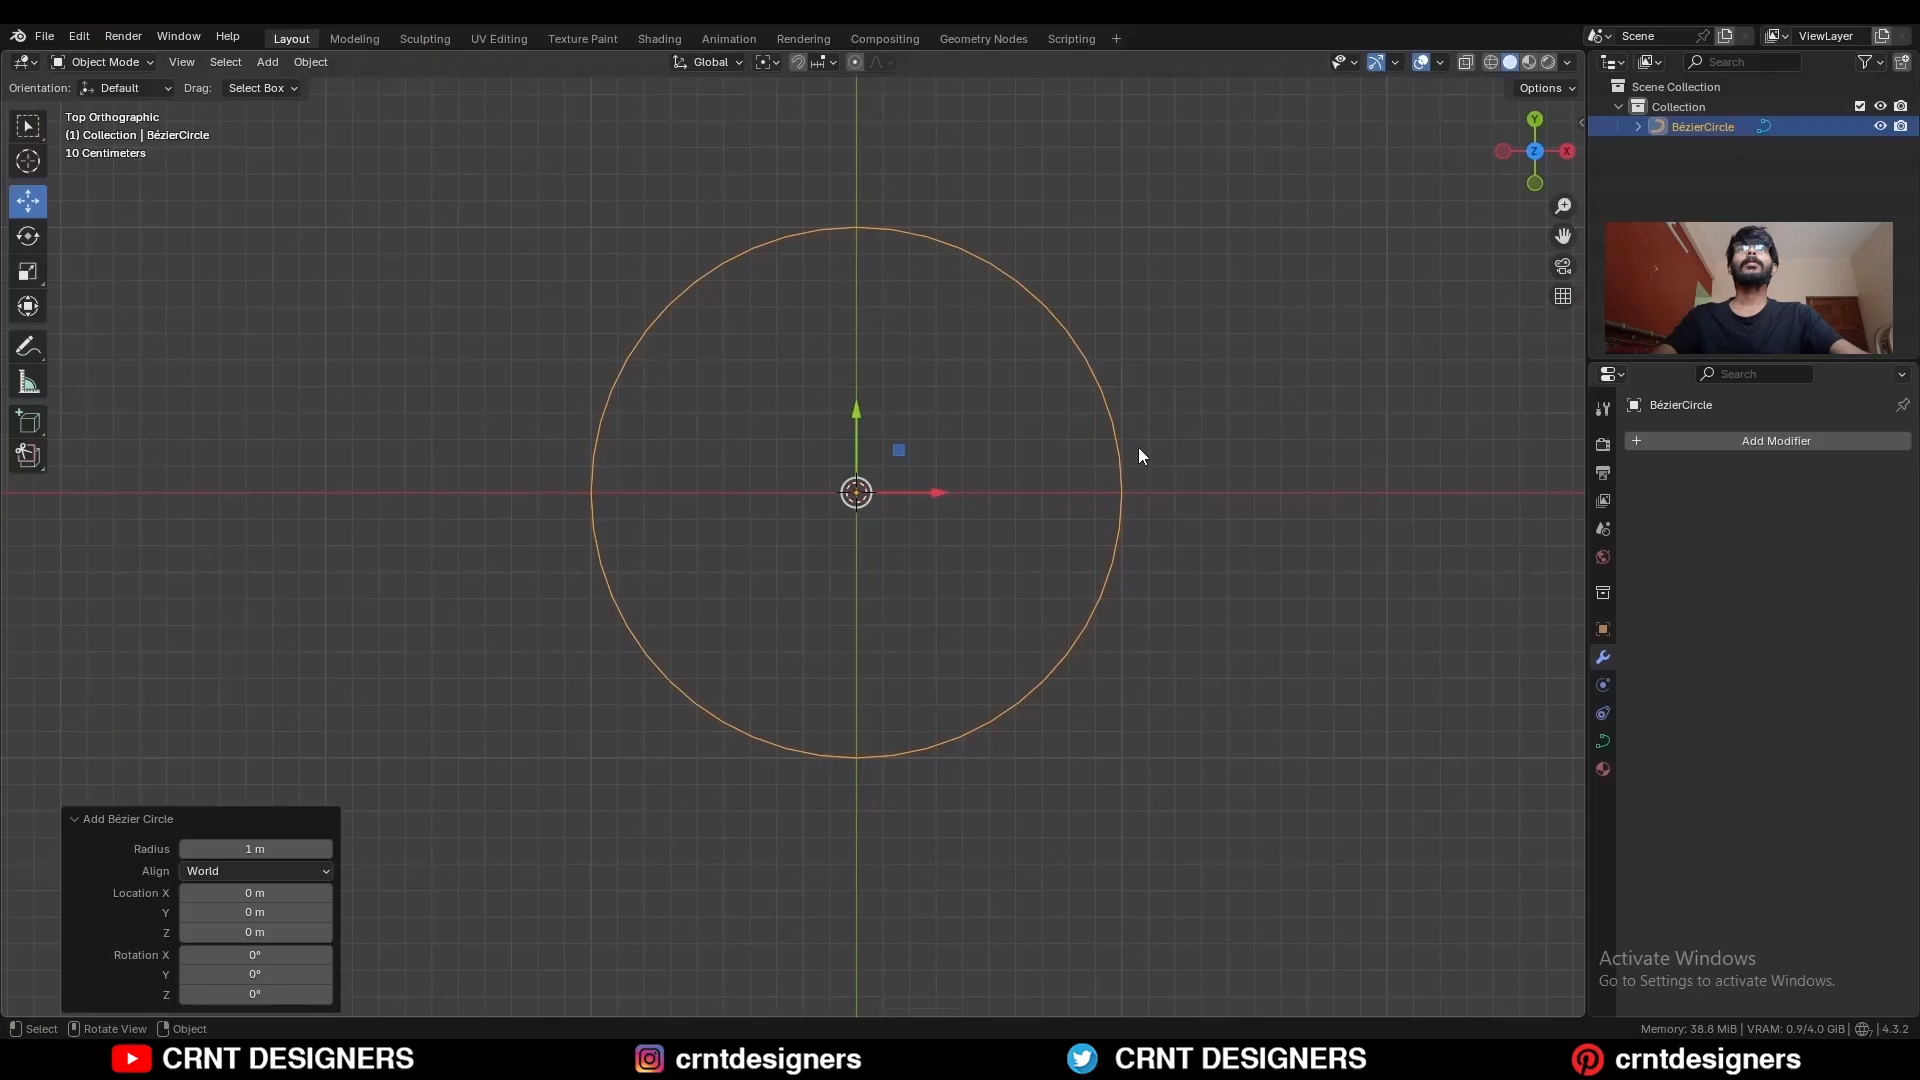 File Edit Render Window Help Layout Modeling Sculpting UV Editing Texture Paint Shading Animation Rendering Compositing Geometry Nodes Scripting + Scene ViewLayer
Object Mode View Select Add Object Global Search
Orientation: Default Drag: Select Box Options
Scene Collection
Collection
BézierCircle
Top Orthographic
(1) Collection | BézierCircle
10 Centimeters
Y
X
Z
Search
BézierCircle
+ Add Modifier
Add Bézier Circle
Radius 1 m
Align World
Location X 0 m
Y 0 m
Z 0 m
Rotation X 0°
Y 0°
Z 0°
Activate Windows
Go to Settings to activate Windows.
Select Rotate View Object Memory: 38.8 MiB | VRAM: 0.9/4.0 GiB | 4.3.2
CRNT DESIGNERS crntdesigners CRNT DESIGNERS crntdesigners